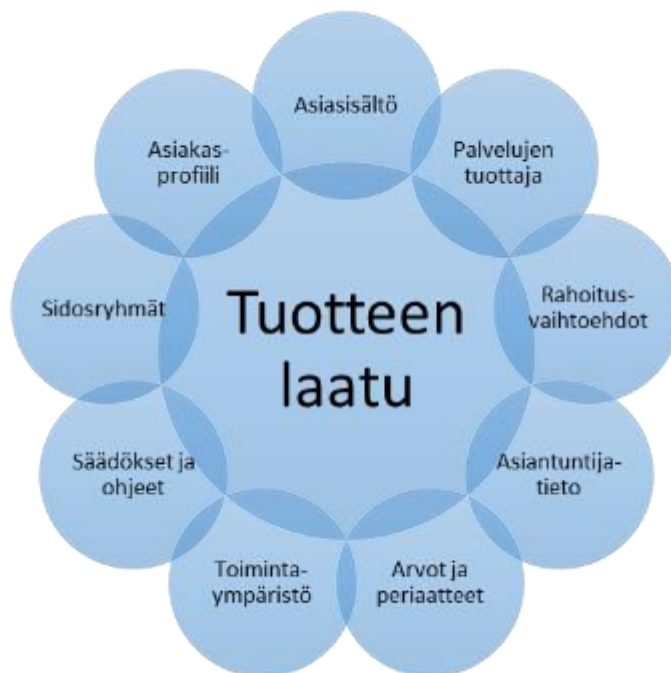 Asiasisältö
Palvelujen
tuottaja
Rahoitus-
vaihtoehdot
Asiantuntija-
tieto
Arvot ja
periaatteet
Toiminta-
ympäristö
Säädökset ja
ohjeet
Sidosryhmät
Asiakas-
profiili
Tuotteen
laatu